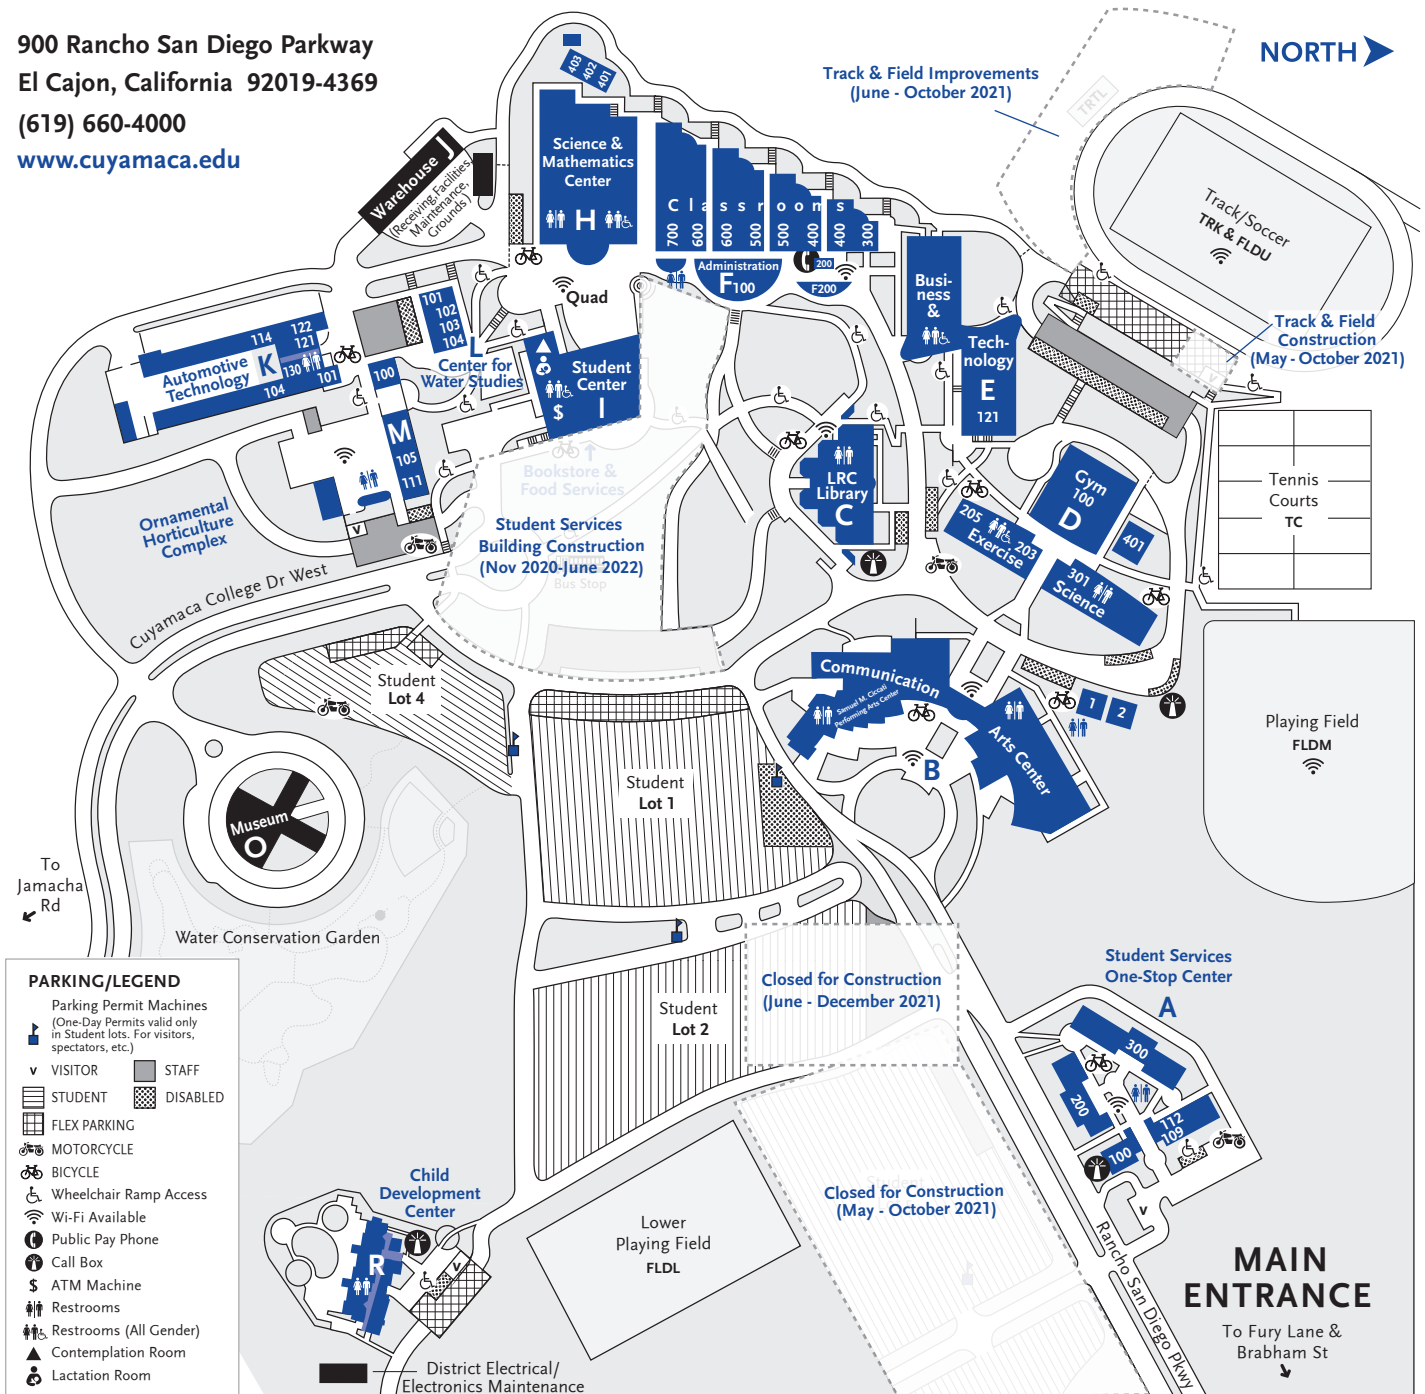 900 Rancho San Diego Parkway
El Cajon, California 92019-4369
(619) 660-4000
www.cuyamaca.edu
NORTH
Track & Field Improvements
(June - October 2021)
TRTL
403
402
401
Science &
Mathematics
Center
H
Warehouse J
(Receiving, Facilities,
Maintenance,
Grounds)
Classrooms
700
600
600
500
500
400
400
300
Administration
F100
200
F200
Quad
Track/Soccer
TRK & FLDU
Track & Field
Construction
(May - October 2021)
V
Busi-
ness
&
Tech-
nology
E
121
101
102
103
104
L
Center for
Water Studies
114
122
121
Automotive
Technology
K
130
101
104
100
M
105
111
Student
Center
I
$
Bookstore &
Food Services
Student Services
Building Construction
(Nov 2020-June 2022)
Bus Stop
LRC
Library
C
Gym
100
D
401
205
203
Exercise
301
Science
Tennis
Courts
TC
Ornamental
Horticulture
Complex
V
Cuyamaca College Dr West
Student
Lot 4
Communication
Samuel M. Ciccati
Performing Arts Center
B
Arts Center
1
2
Playing Field
FLDM
Student
Lot 1
Museum
O
To
Jamacha
Rd
Water Conservation Garden
Student
Lot 2
Closed for Construction
(June - December 2021)
Student Services
One-Stop Center
A
300
200
112
109
100
V
PARKING/LEGEND
Parking Permit Machines
(One-Day Permits valid only
in Student lots. For visitors,
spectators, etc.)
V VISITOR
STAFF
STUDENT
DISABLED
FLEX PARKING
MOTORCYCLE
BICYCLE
Wheelchair Ramp Access
Wi-Fi Available
Public Pay Phone
Call Box
$ ATM Machine
Restrooms
Restrooms (All Gender)
Contemplation Room
Lactation Room
Child
Development
Center
R
V
Lower
Playing Field
FLDL
Student
Closed for Construction
(May - October 2021)
Rancho San Diego Pkwy
MAIN
ENTRANCE
To Fury Lane &
Brabham St
District Electrical/
Electronics Maintenance